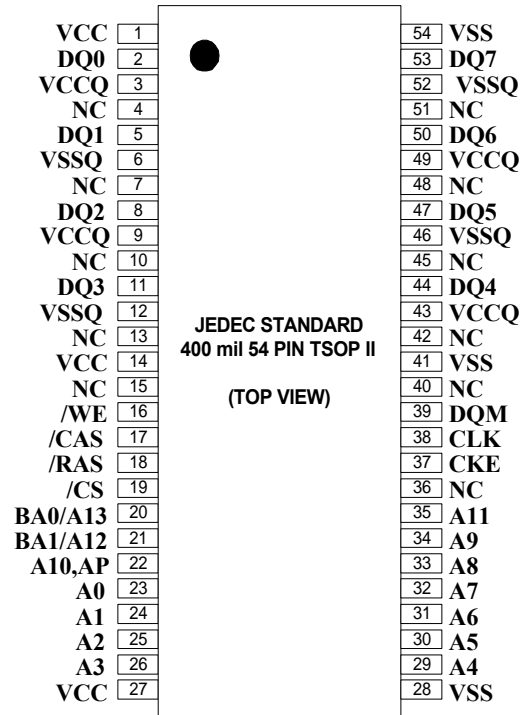 VCC 1 54 VSS
DQ0 2 53 DQ7
VCCQ 3 52 VSSQ
NC 4 51 NC
DQ1 5 50 DQ6
VSSQ 6 49 VCCQ
NC 7 48 NC
DQ2 8 47 DQ5
VCCQ 9 46 VSSQ
NC 10 45 NC
DQ3 11 44 DQ4
VSSQ 12 43 VCCQ
NC 13 42 NC
VCC 14 41 VSS
NC 15 40 NC
/WE 16 39 DQM
/CAS 17 38 CLK
/RAS 18 37 CKE
/CS 19 36 NC
BA0/A13 20 35 A11
BA1/A12 21 34 A9
A10,AP 22 33 A8
A0 23 32 A7
A1 24 31 A6
A2 25 30 A5
A3 26 29 A4
VCC 27 28 VSS
JEDEC STANDARD
400 mil 54 PIN TSOP II
(TOP VIEW)